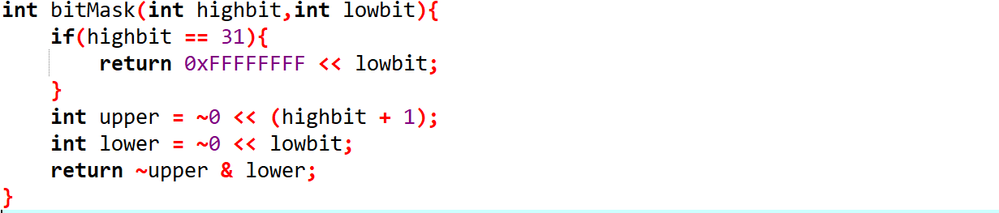 int bitMask(int highbit,int lowbit){
    if(highbit == 31){
        return 0xFFFFFFFF << lowbit;
    }
    int upper = ~0 << (highbit + 1);
    int lower = ~0 << lowbit;
    return ~upper & lower;
}